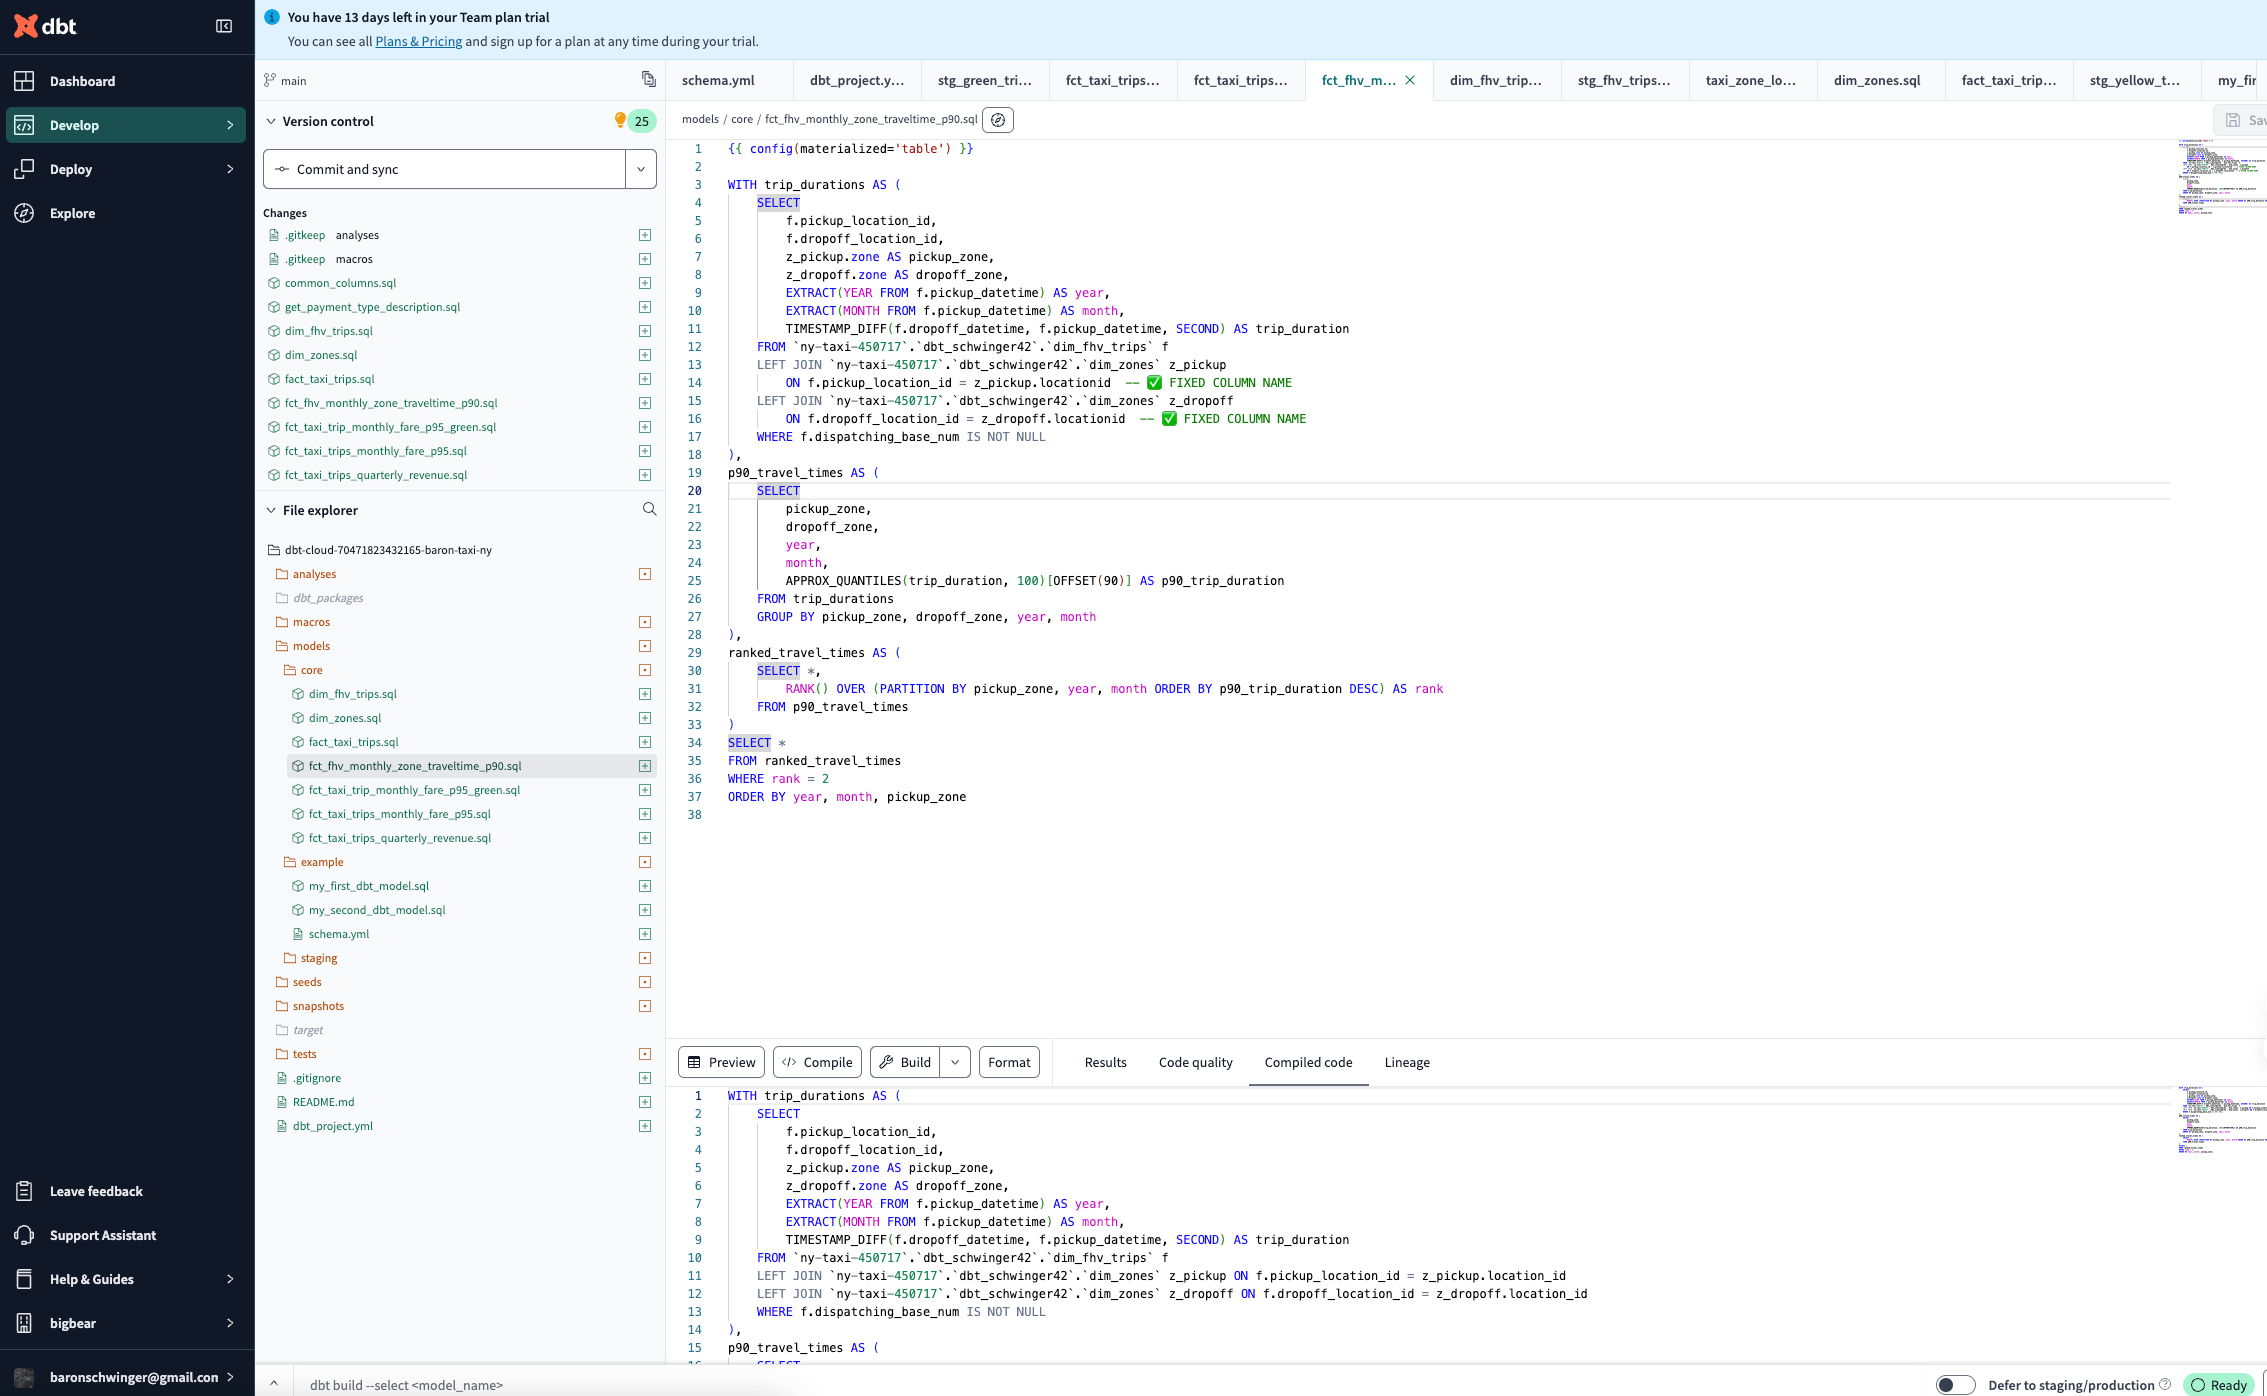 dbt
Dashboard
Develop
Deploy
Explore
Leave feedback
Support Assistant
Help & Guides
bigbear
baronschwinger@gmail.con
You have 13 days left in your Team plan trial
You can see all Plans & Pricing and sign up for a plan at any time during your trial.
main
Version control
25
Commit and sync
Changes
.gitkeep analyses
.gitkeep macros
common_columns.sql
get_payment_type_description.sql
dim_fhv_trips.sql
dim_zones.sql
fact_taxi_trips.sql
fct_fhv_monthly_zone_traveltime_p90.sql
fct_taxi_trip_monthly_fare_p95_green.sql
fct_taxi_trips_monthly_fare_p95.sql
fct_taxi_trips_quarterly_revenue.sql
File explorer
dbt-cloud-70471823432165-baron-taxi-ny
analyses
dbt_packages
macros
models
core
dim_fhv_trips.sql
dim_zones.sql
fact_taxi_trips.sql
fct_fhv_monthly_zone_traveltime_p90.sql
fct_taxi_trip_monthly_fare_p95_green.sql
fct_taxi_trips_monthly_fare_p95.sql
fct_taxi_trips_quarterly_revenue.sql
example
my_first_dbt_model.sql
my_second_dbt_model.sql
schema.yml
staging
seeds
snapshots
target
tests
.gitignore
README.md
dbt_project.yml
schema.yml dbt_project.y... stg_green_tri... fct_taxi_trips... fct_taxi_trips... fct_fhv_m... dim_fhv_trip... stg_fhv_trips... taxi_zone_lo... dim_zones.sql fact_taxi_trip... stg_yellow_t... my_fir
models / core / fct_fhv_monthly_zone_traveltime_p90.sql
Sav
1 {{ config(materialized='table') }}
2
3 WITH trip_durations AS (
4 SELECT
5 f.pickup_location_id,
6 f.dropoff_location_id,
7 z_pickup.zone AS pickup_zone,
8 z_dropoff.zone AS dropoff_zone,
9 EXTRACT(YEAR FROM f.pickup_datetime) AS year,
10 EXTRACT(MONTH FROM f.pickup_datetime) AS month,
11 TIMESTAMP_DIFF(f.dropoff_datetime, f.pickup_datetime, SECOND) AS trip_duration
12 FROM `ny-taxi-450717`.`dbt_schwinger42`.`dim_fhv_trips` f
13 LEFT JOIN `ny-taxi-450717`.`dbt_schwinger42`.`dim_zones` z_pickup
14 ON f.pickup_location_id = z_pickup.locationid -- ✅ FIXED COLUMN NAME
15 LEFT JOIN `ny-taxi-450717`.`dbt_schwinger42`.`dim_zones` z_dropoff
16 ON f.dropoff_location_id = z_dropoff.locationid -- ✅ FIXED COLUMN NAME
17 WHERE f.dispatching_base_num IS NOT NULL
18 ),
19 p90_travel_times AS (
20 SELECT
21 pickup_zone,
22 dropoff_zone,
23 year,
24 month,
25 APPROX_QUANTILES(trip_duration, 100)[OFFSET(90)] AS p90_trip_duration
26 FROM trip_durations
27 GROUP BY pickup_zone, dropoff_zone, year, month
28 ),
29 ranked_travel_times AS (
30 SELECT *,
31 RANK() OVER (PARTITION BY pickup_zone, year, month ORDER BY p90_trip_duration DESC) AS rank
32 FROM p90_travel_times
33 )
34 SELECT *
35 FROM ranked_travel_times
36 WHERE rank = 2
37 ORDER BY year, month, pickup_zone
38
Preview </> Compile Build Format Results Code quality Compiled code Lineage
1 WITH trip_durations AS (
2 SELECT
3 f.pickup_location_id,
4 f.dropoff_location_id,
5 z_pickup.zone AS pickup_zone,
6 z_dropoff.zone AS dropoff_zone,
7 EXTRACT(YEAR FROM f.pickup_datetime) AS year,
8 EXTRACT(MONTH FROM f.pickup_datetime) AS month,
9 TIMESTAMP_DIFF(f.dropoff_datetime, f.pickup_datetime, SECOND) AS trip_duration
10 FROM `ny-taxi-450717`.`dbt_schwinger42`.`dim_fhv_trips` f
11 LEFT JOIN `ny-taxi-450717`.`dbt_schwinger42`.`dim_zones` z_pickup ON f.pickup_location_id = z_pickup.location_id
12 LEFT JOIN `ny-taxi-450717`.`dbt_schwinger42`.`dim_zones` z_dropoff ON f.dropoff_location_id = z_dropoff.location_id
13 WHERE f.dispatching_base_num IS NOT NULL
14 ),
15 p90_travel_times AS (
16 SELECT
dbt build --select <model_name>
Defer to staging/production
Ready